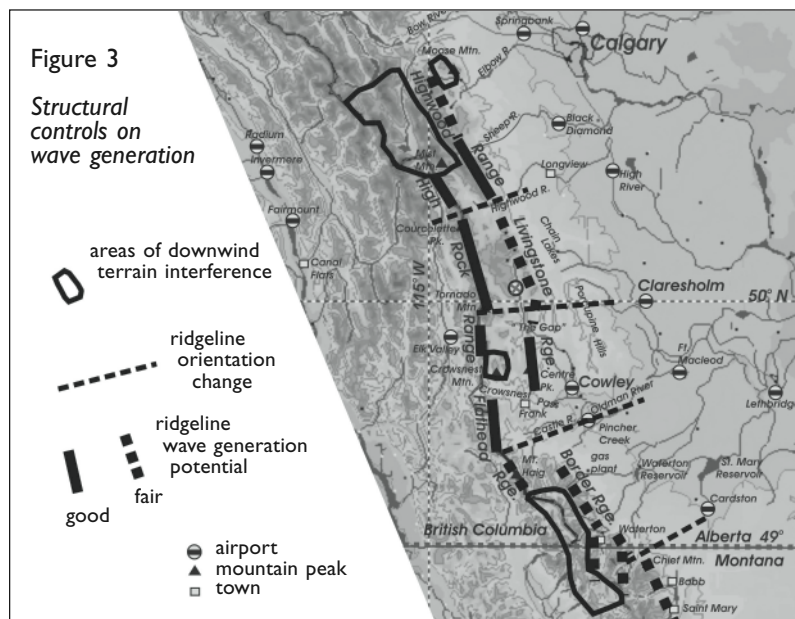 Figure 3
Structural
controls on
wave generation
areas of downwind
terrain interference
ridgeline
orientation
change
ridgeline
wave generation
potential
good
fair
airport
mountain peak
town
Bow River
Springbank
Calgary
Moose Mtn.
Elbow R.
Highwood
Range
Sheep R.
Black
Diamond
Radium
Invermere
Fairmount
Canal
Flats
Longview
High
River
Mtn.
High
Rock
Range
Highwood R.
Courcolette
Pk.
Livingstone
Rge.
Chain
Lakes
115° W
Tornado
Mtn.
Claresholm
50° N
"The Gap"
Porcupine Hills
Elk Valley
Crowsnest
Mtn.
Centre
Pk.
Cowley
Ft.
Macleod
Lethbridge
Crowsnest
Pass
Frank
Oldman River
Castle R.
Pincher
Creek
Flathead
Rge.
Mt.
Haig
gas
plant
Waterton
Reservoir
St. Mary
Reservoir
Border Rge.
Cardston
British Columbia
Waterton
Alberta 49°
Chief Mtn.
Montana
Babb
Saint Mary